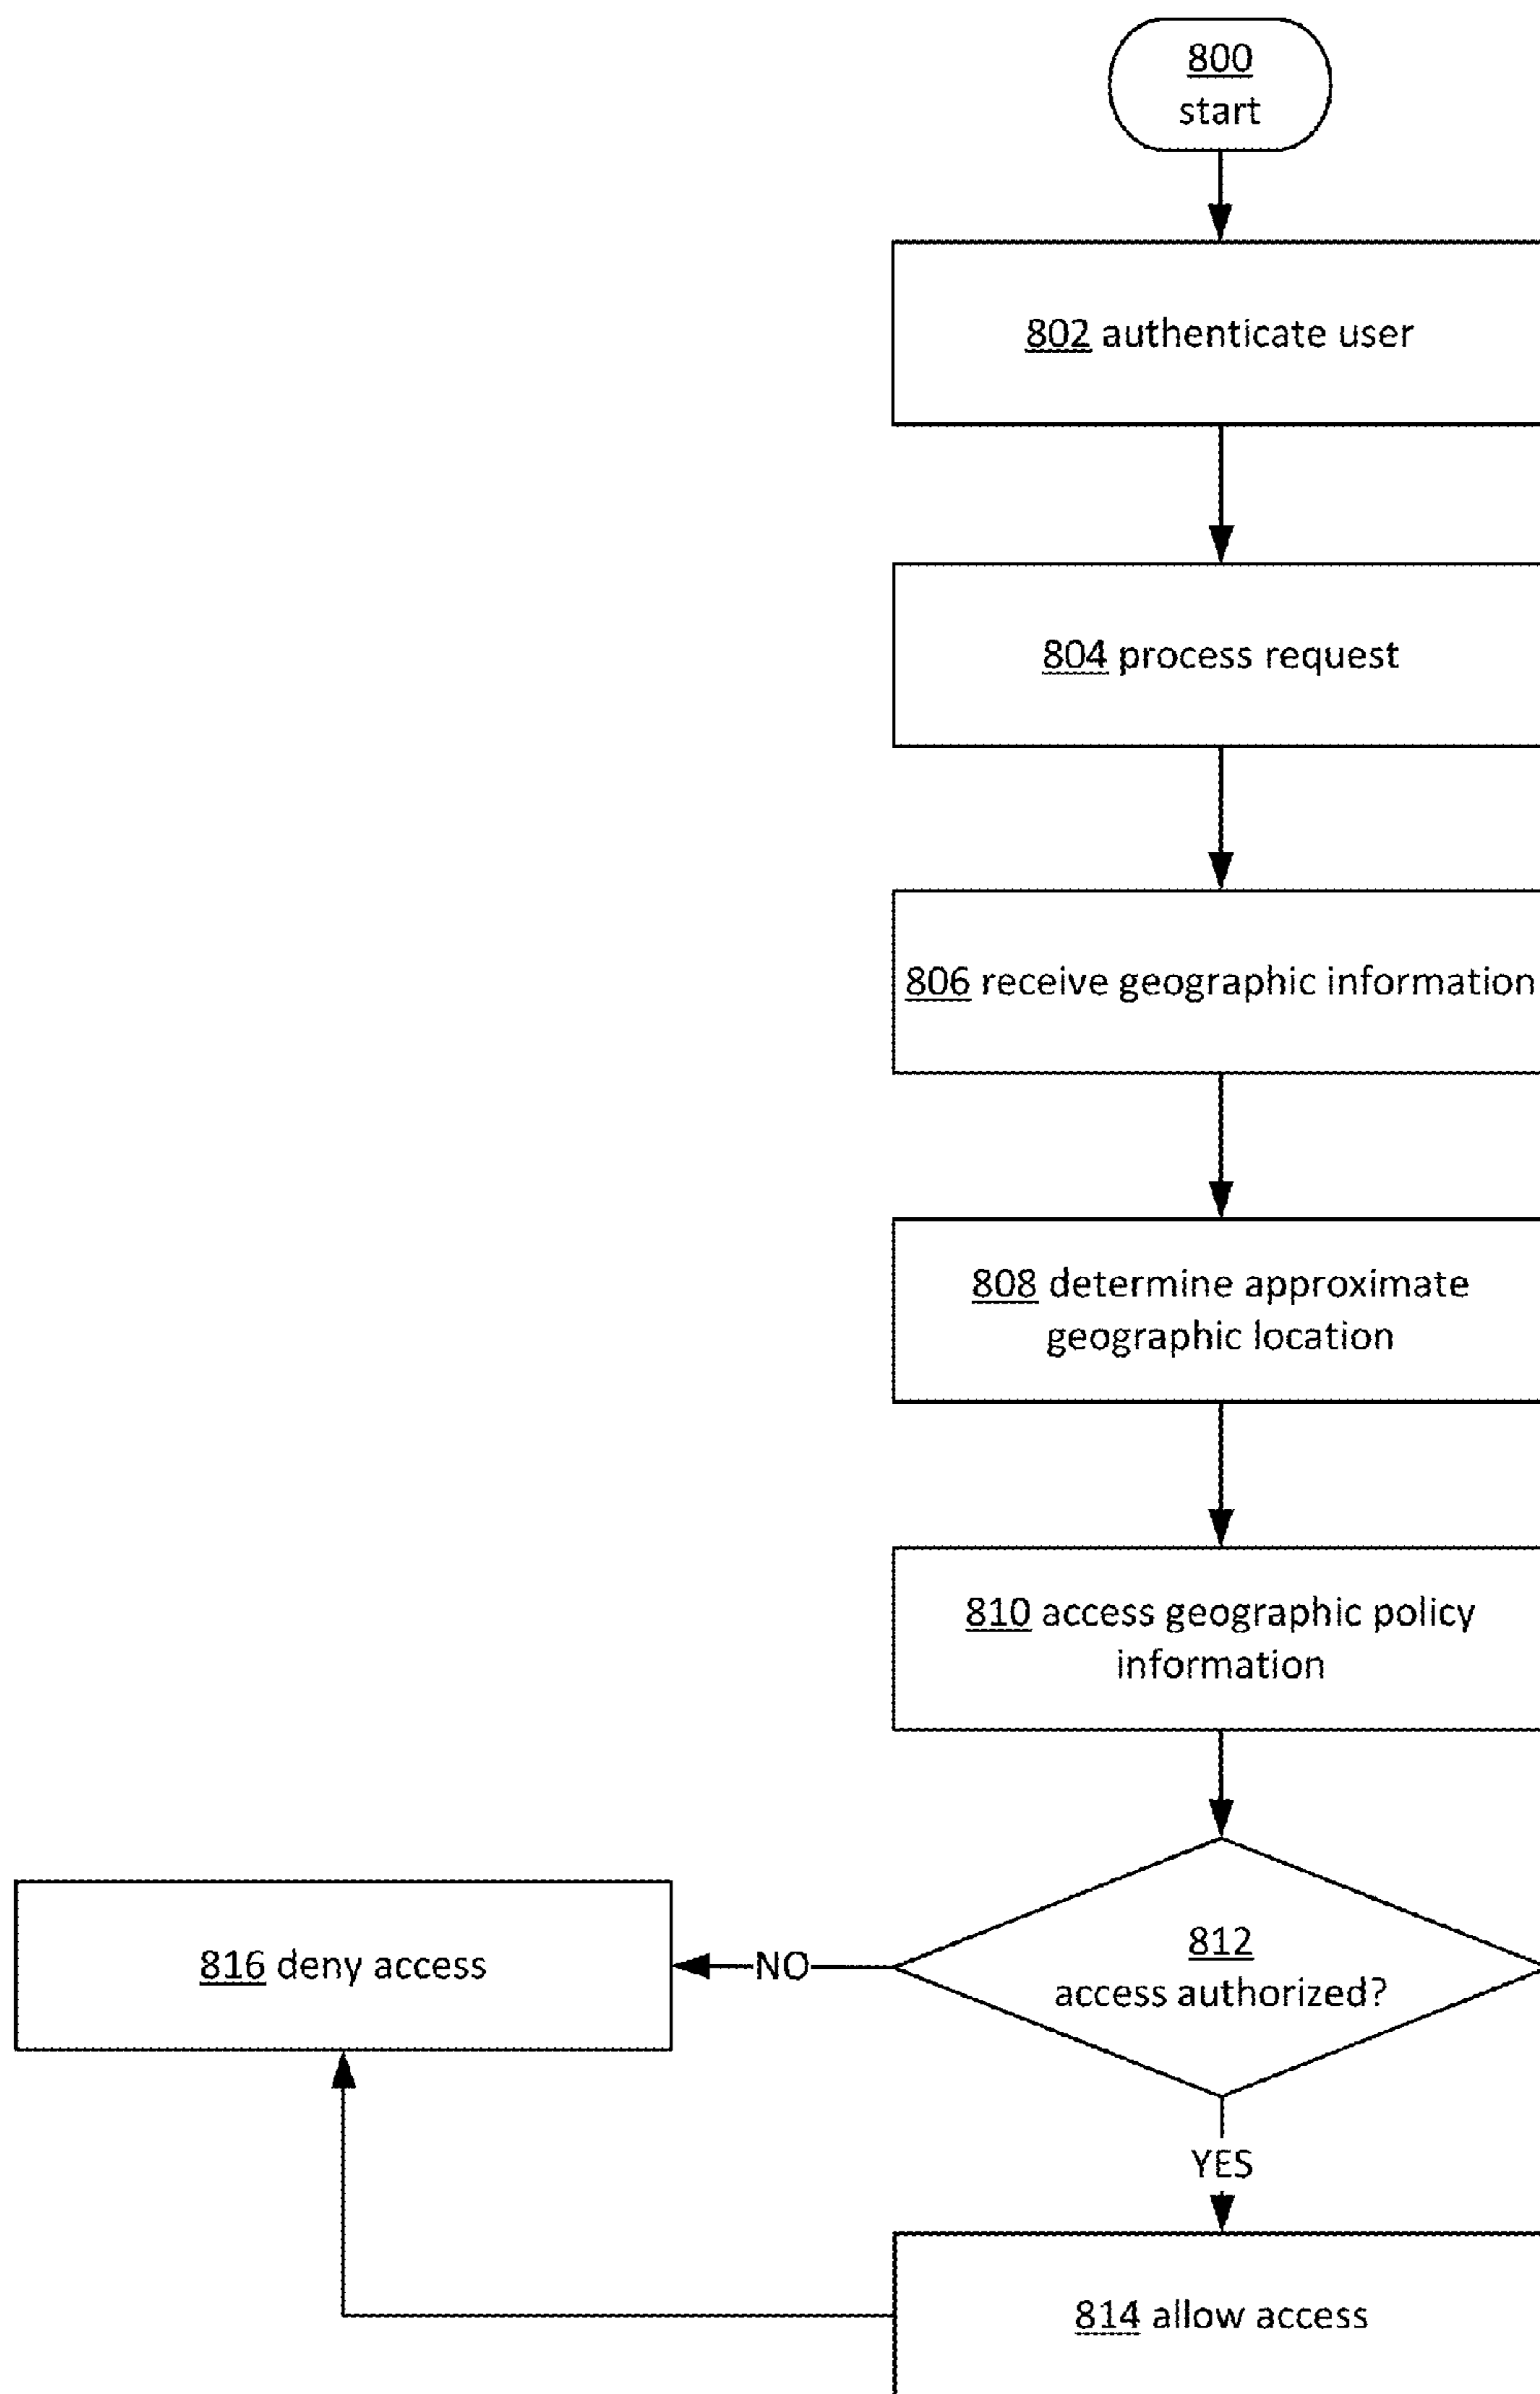 800
start
802 authenticate user
804 process request
806 receive geographic information
808 determine approximate
geographic location
810 access geographic policy
information
812
access authorized?
NO
816 deny access
YES
814 allow access